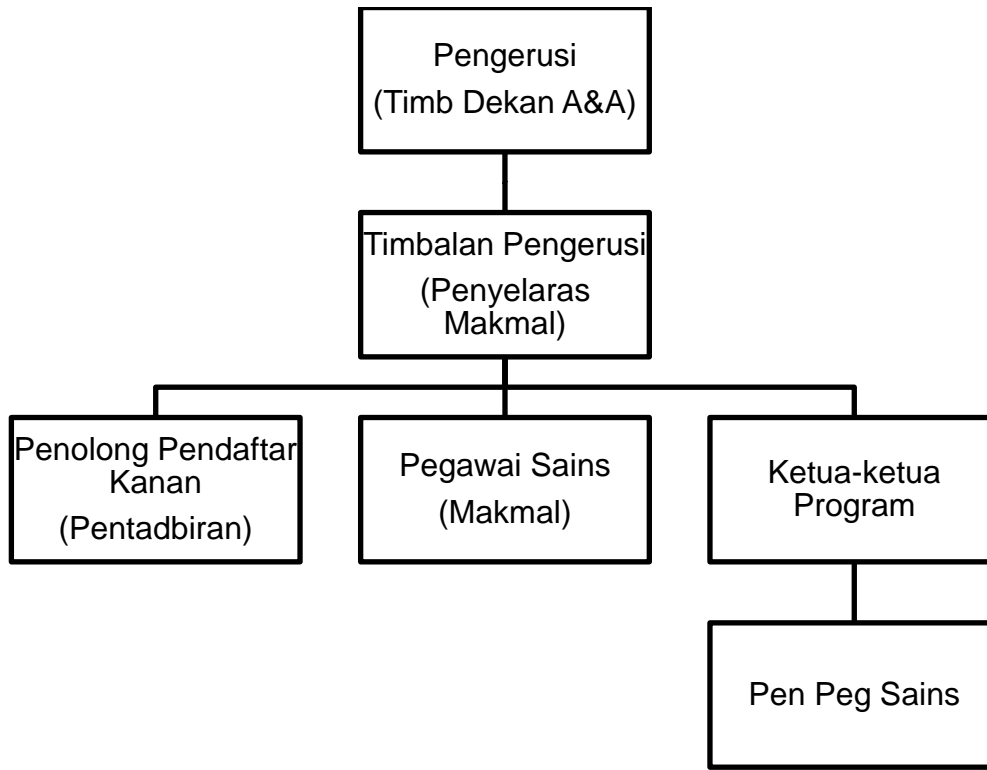 Pengerusi
(Timb Dekan A&A)
Timbalan Pengerusi
(Penyelaras
Makmal)
Penolong Pendaftar
Kanan
(Pentadbiran)
Pegawai Sains
(Makmal)
Ketua-ketua
Program
Pen Peg Sains